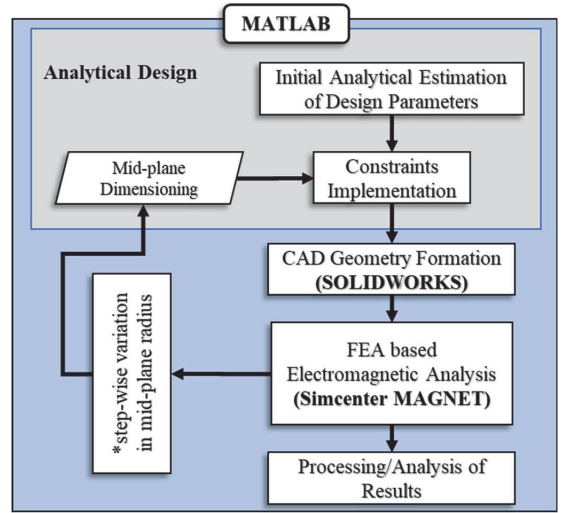 MATLAB
Analytical Design
Initial Analytical Estimation
of Design Parameters
Mid-plane
Dimensioning
Constraints
Implementation
CAD Geometry Formation
(SOLIDWORKS)
*step-wise variation
in mid-plane radius
FEA based
Electromagnetic Analysis
(Simcenter MAGNET)
Processing/Analysis of
Results